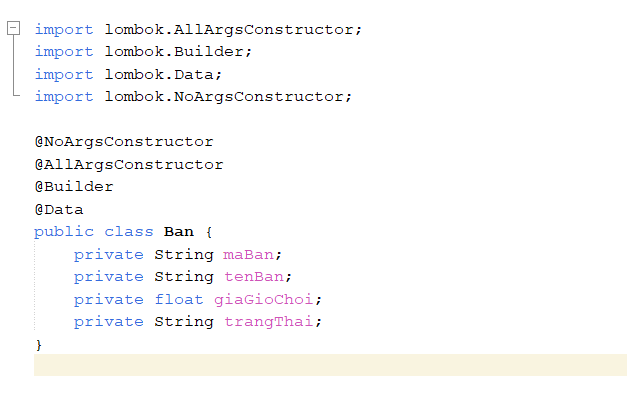 import lombok.AllArgsConstructor;
import lombok.Builder;
import lombok.Data;
import lombok.NoArgsConstructor;
@NoArgsConstructor
@AllArgsConstructor
@Builder
@Data
public class Ban {
    private String maBan;
    private String tenBan;
    private float giaGioChoi;
    private String trangThai;
}